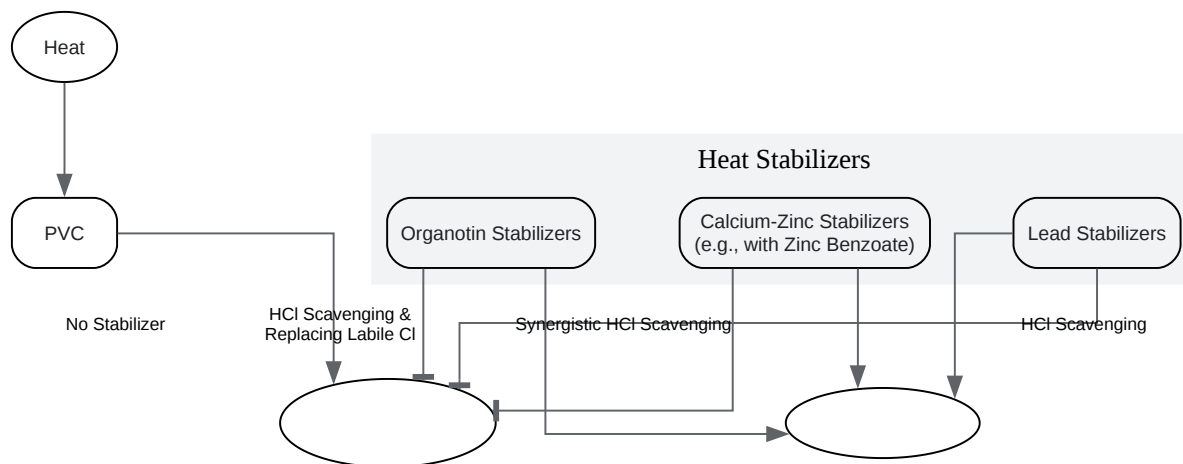 Heat
Heat Stabilizers
PVC
Organotin Stabilizers
Calcium-Zinc Stabilizers
(e.g., with Zinc Benzoate)
Lead Stabilizers
No Stabilizer
HCl Scavenging &
Replacing Labile Cl
Synergistic HCl Scavenging
HCl Scavenging